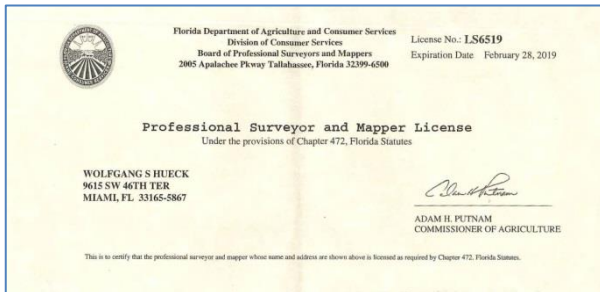 Florida Department of Agriculture and Consumer Services
Division of Consumer Services
Board of Professional Surveyors and Mappers
2005 Apalachee Pkway Tallahassee, Florida 32399-6500
License No.: LS6519
Expiration Date February 28, 2019
Professional Surveyor and Mapper License
Under the provisions of Chapter 472, Florida Statutes
WOLFGANG S HUECK
9615 SW 46TH TER
MIAMI, FL 33165-5867
Adam H Putnam
ADAM H. PUTNAM
COMMISSIONER OF AGRICULTURE
This is to certify that the professional surveyor and mapper whose name and address are shown above is licensed as required by Chapter 472, Florida Statutes.